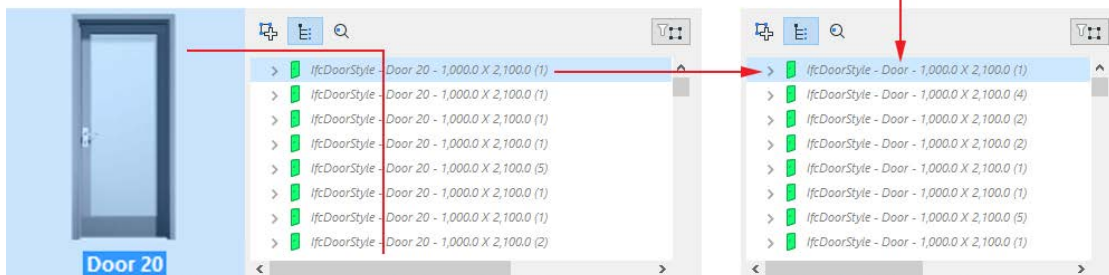 Door 20
IfcDoorStyle - Door 20 - 1,000.0 X 2,100.0 (1)
IfcDoorStyle - Door 20 - 1,000.0 X 2,100.0 (1)
IfcDoorStyle - Door 20 - 1,000.0 X 2,100.0 (1)
IfcDoorStyle - Door 20 - 1,000.0 X 2,100.0 (1)
IfcDoorStyle - Door 20 - 1,000.0 X 2,100.0 (5)
IfcDoorStyle - Door 20 - 1,000.0 X 2,100.0 (1)
IfcDoorStyle - Door 20 - 1,000.0 X 2,100.0 (1)
IfcDoorStyle - Door 20 - 1,000.0 X 2,100.0 (2)
IfcDoorStyle - Door - 1,000.0 X 2,100.0 (1)
IfcDoorStyle - Door - 1,000.0 X 2,100.0 (4)
IfcDoorStyle - Door - 1,000.0 X 2,100.0 (2)
IfcDoorStyle - Door - 1,000.0 X 2,100.0 (2)
IfcDoorStyle - Door - 1,000.0 X 2,100.0 (1)
IfcDoorStyle - Door - 1,000.0 X 2,100.0 (1)
IfcDoorStyle - Door - 1,000.0 X 2,100.0 (5)
IfcDoorStyle - Door - 1,000.0 X 2,100.0 (1)